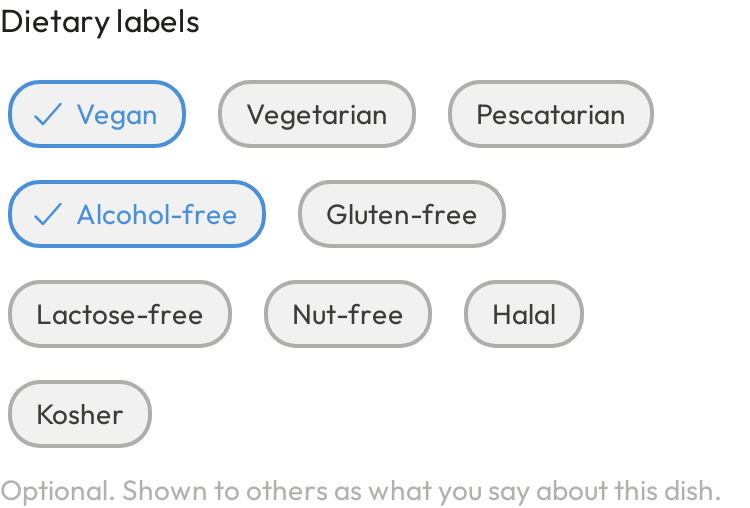 Dietary labels
Vegan Vegetarian Pescatarian
Alcohol-free Gluten-free
Lactose-free Nut-free Halal
Kosher
Optional. Shown to others as what you say about this dish.